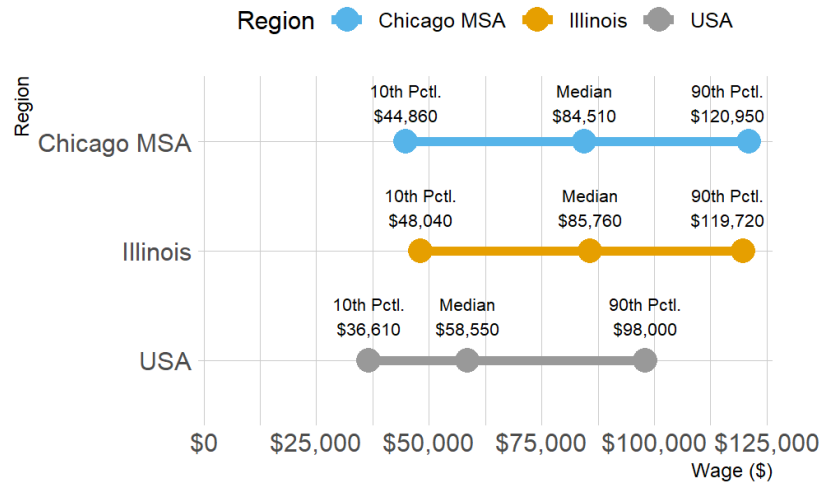 Region Chicago MSA Illinois USA
Region
10th Pctl. Median 90th Pctl.
$44,860 $84,510 $120,950
Chicago MSA
10th Pctl. Median 90th Pctl.
$48,040 $85,760 $119,720
Illinois
10th Pctl. Median 90th Pctl.
$36,610 $58,550 $98,000
USA
$0 $25,000 $50,000 $75,000 $100,000 $125,000
Wage ($)